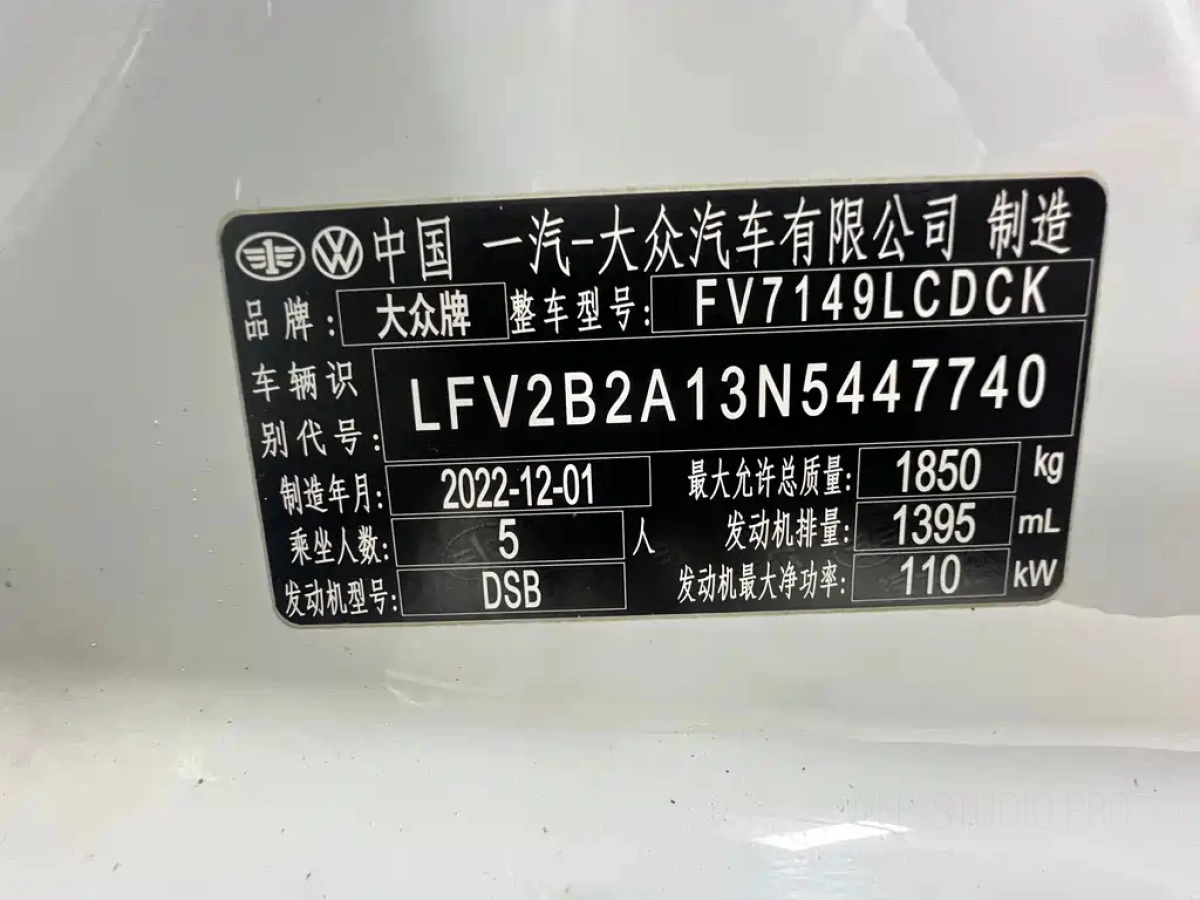 中国 一汽-大众汽车有限公司 制造
品牌: 大众牌 整车型号: FV7149LCDCK
车辆识别代号: LFV2B2A13N5447740
制造年月: 2022-12-01 最大允许总质量: 1850 kg
乘坐人数: 5 人 发动机排量: 1395 mL
发动机型号: DSB 发动机最大净功率: 110 kW
WEB-STUDIO PRO